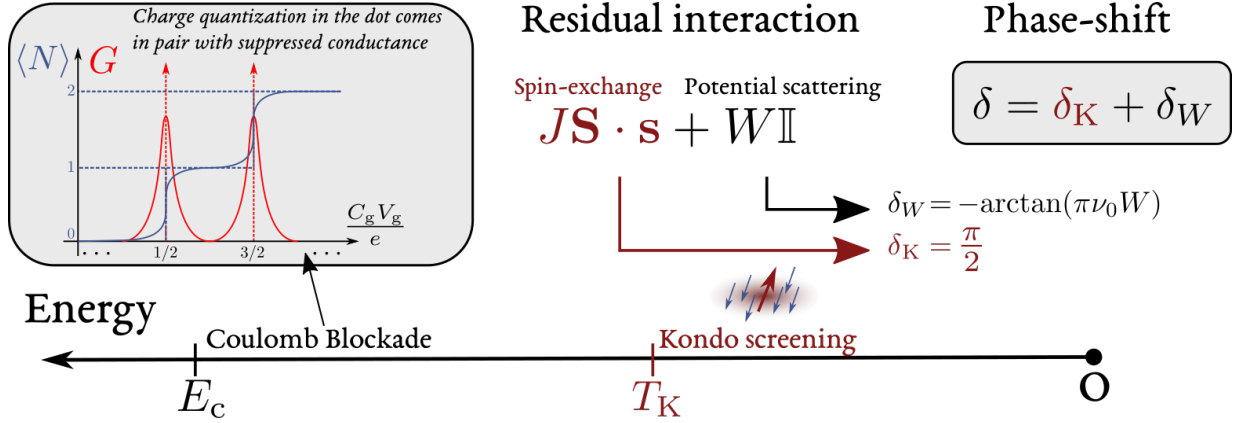 Charge quantization in the dot comes
in pair with suppressed conductance
⟨N⟩ G
2
1
0
· · ·
1/2
3/2
· · ·
C_g V_g / e
Residual interaction
Spin-exchange
Potential scattering
J𝐒 · 𝐬 + W𝕀
Phase-shift
δ = δ_K + δ_W
δ_W = −arctan(πν₀W)
δ_K = π/2
Energy
Coulomb Blockade
Kondo screening
E_c
T_K
0